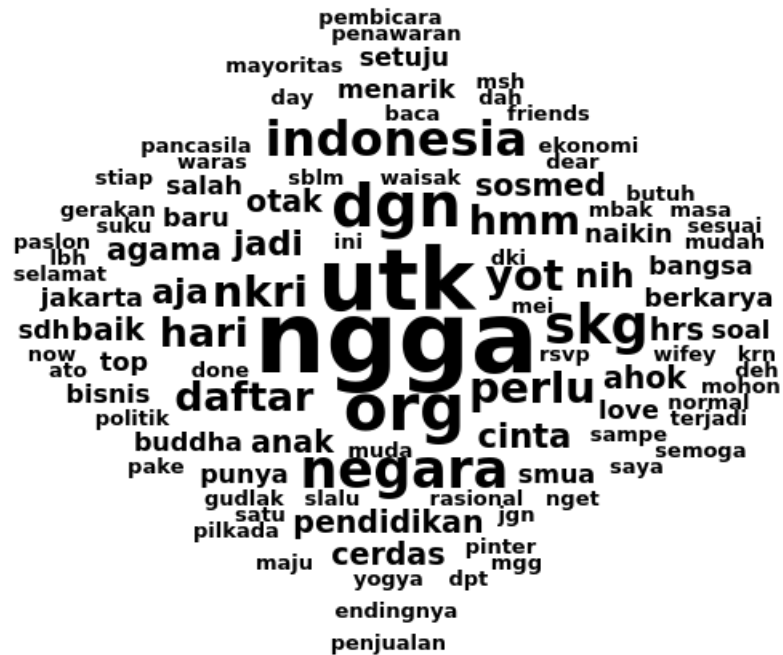 pembicara
penawaran
setuju
mayoritas
menarik
msh
day
dah
baca
friends
indonesia
pancasila
ekonomi
waras
dear
stiap
sblm
waisak
salah
sosmed
otak
dgn
butuh
gerakan
baru
hmm
mbak
masa
suku
naikin
sesuai
paslon
agama
jadi
ini
mudah
lbh
dki
selamat
utk
yot
nih
bangsa
jakarta
aja
nkri
mei
berkarya
sdh
baik
hari
ngga
skg
hrs
soal
now
top
rsvp
wifey
krn
ato
done
deh
bisnis
daftar
org
perlu
ahok
mohon
normal
politik
love
terjadi
buddha
anak
muda
cinta
sampe
semoga
pake
punya
negara
smua
saya
gudlak
slalu
rasional
nget
satu
pendidikan
jgn
pilkada
maju
cerdas
pinter
mgg
yogya
dpt
endingnya
penjualan